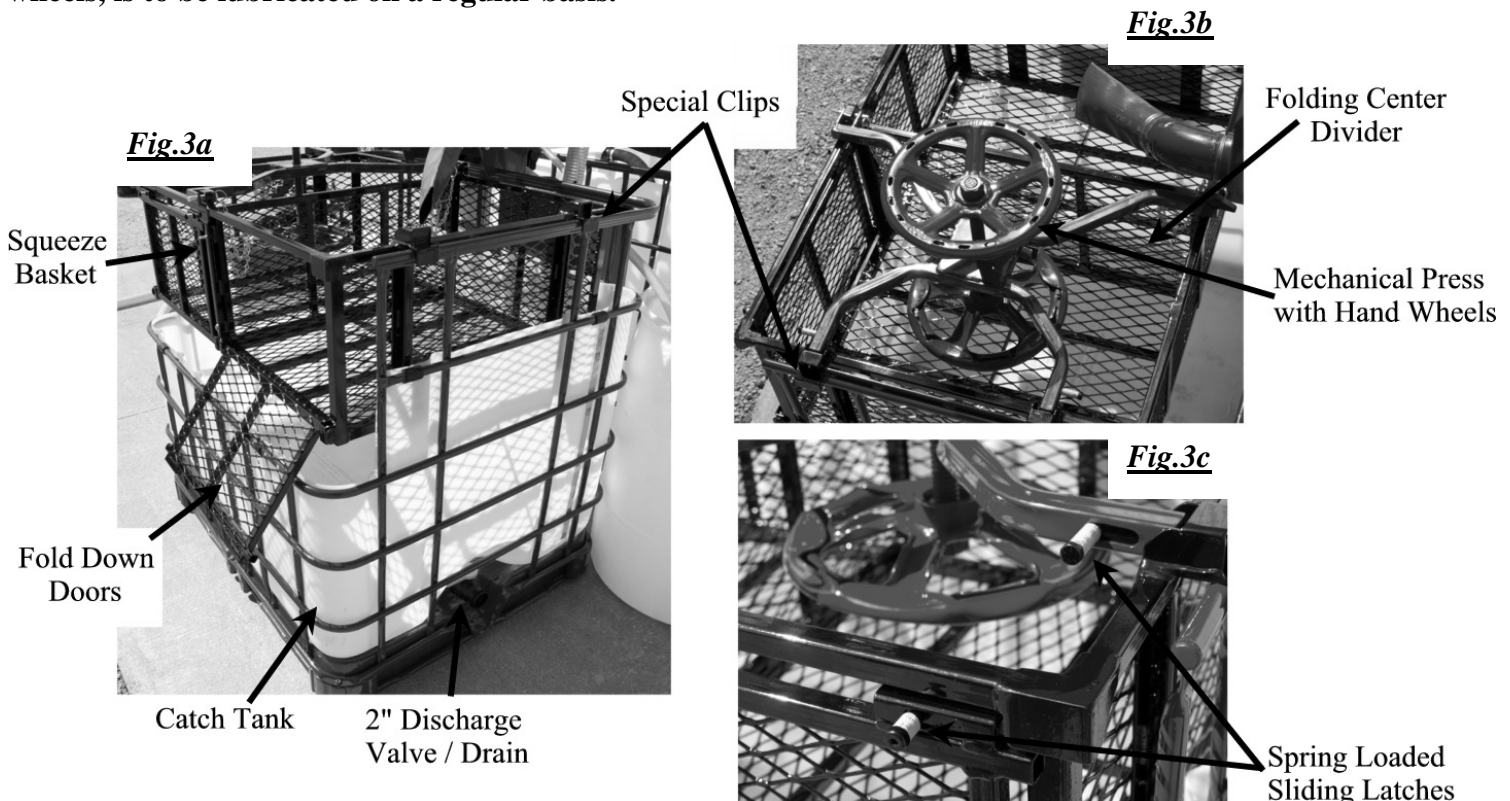 wheels, is to be lubricated on a regular basis.
Fig.3b
Special Clips
Folding Center
Divider
Fig.3a
Squeeze
Basket
Mechanical Press
with Hand Wheels
Fig.3c
Fold Down
Doors
Catch Tank
2" Discharge
Valve / Drain
Spring Loaded
Sliding Latches